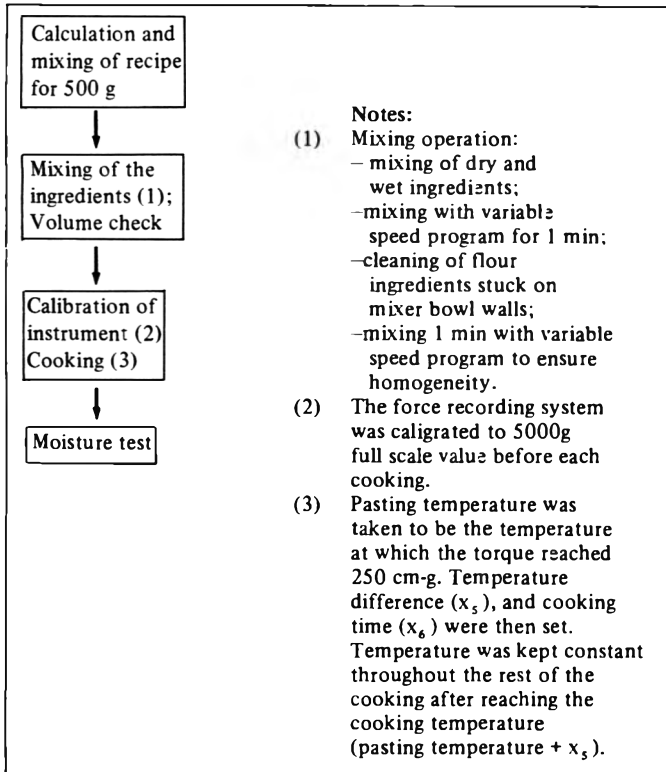 Calculation and
mixing of recipe
for 500 g
Mixing of the
ingredients (1);
Volume check
Calibration of
instrument (2)
Cooking (3)
Moisture test
Notes:
(1) Mixing operation:
– mixing of dry and
wet ingredients;
–mixing with variable
speed program for 1 min;
–cleaning of flour
ingredients stuck on
mixer bowl walls;
–mixing 1 min with variable
speed program to ensure
homogeneity.
(2) The force recording system
was caligrated to 5000g
full scale value before each
cooking.
(3) Pasting temperature was
taken to be the temperature
at which the torque reached
250 cm-g. Temperature
difference (x₅), and cooking
time (x₆) were then set.
Temperature was kept constant
throughout the rest of the
cooking after reaching the
cooking temperature
(pasting temperature + x₅).